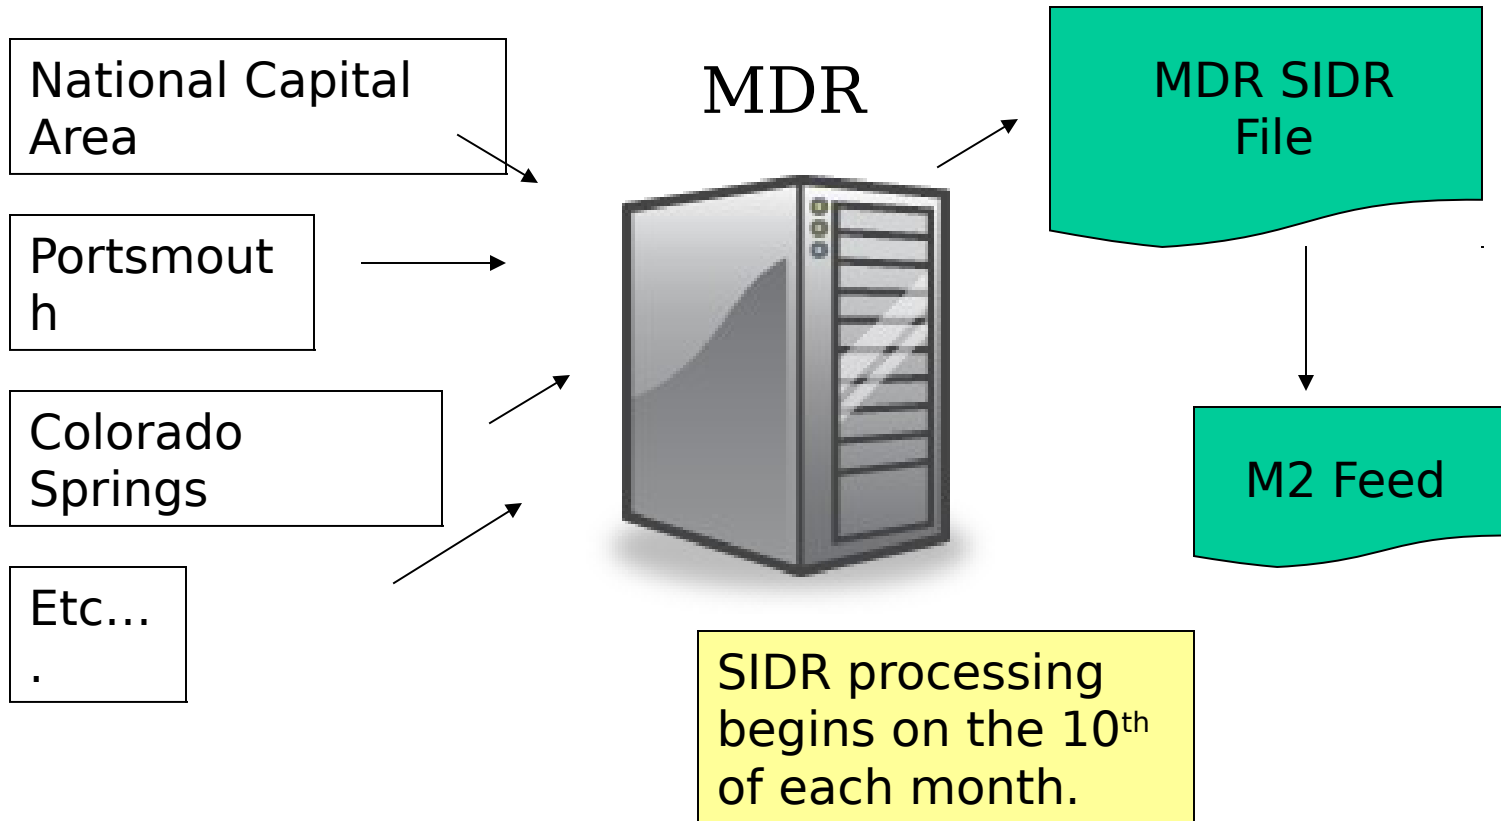 National Capital
Area
Portsmout
h
Colorado
Springs
Etc...
.
MDR
MDR SIDR
File
M2 Feed
SIDR processing
begins on the 10th
of each month.